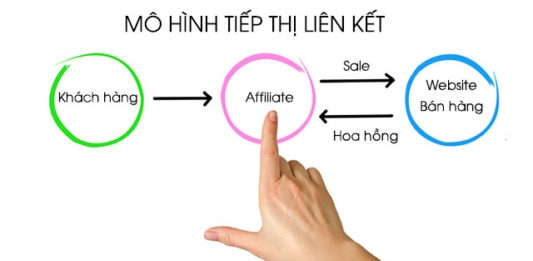 MÔ HÌNH TIẾP THỊ LIÊN KẾT
Khách hàng
Affiliate
Sale
Hoa hồng
Website
Bán hàng